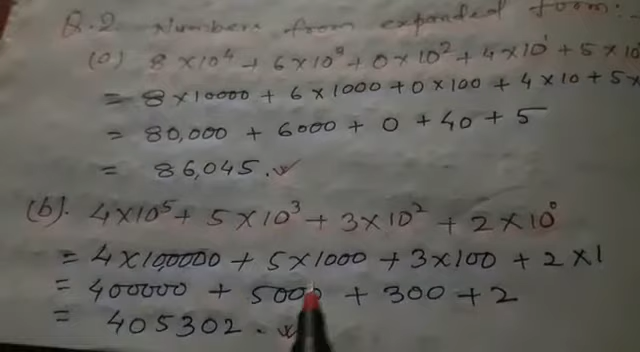 Q.2 Numbers from expanded form:
(a) 8×10⁴ + 6×10³ + 0×10² + 4×10¹ + 5×10
= 8×10000 + 6×1000 + 0×100 + 4×10 + 5×
= 80,000 + 6000 + 0 + 40 + 5
= 86,045.
(b). 4×10⁵ + 5×10³ + 3×10² + 2×10⁰
= 4×1,00000 + 5×1000 + 3×100 + 2×1
= 400000 + 5000 + 300 + 2
= 405302.